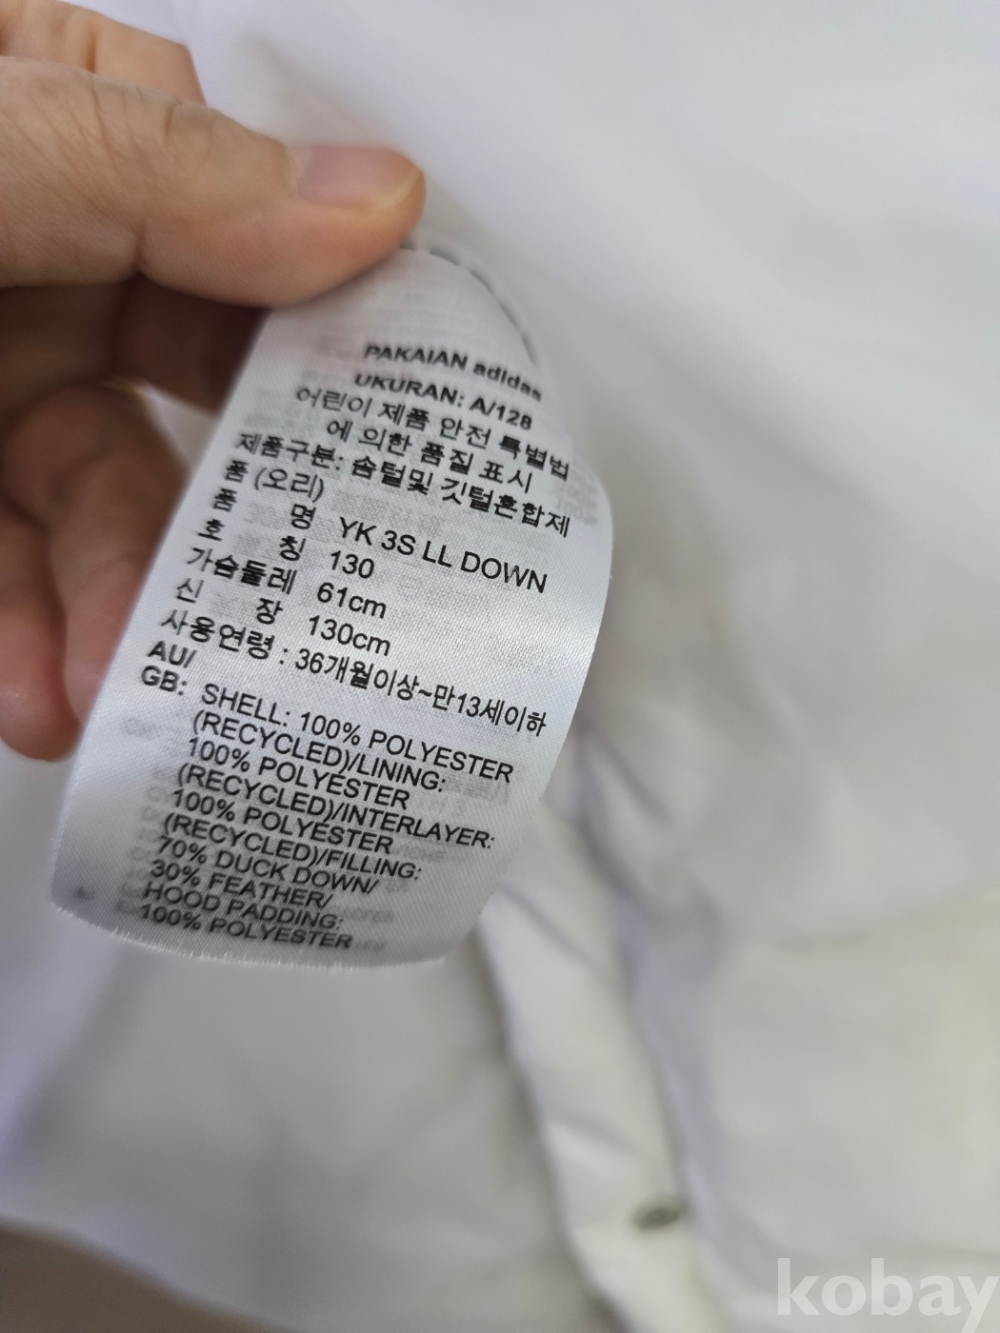 PAKAIAN adidas
UKURAN: A/128
어린이 제품 안전 특별법
에 의한 품질 표시
제품구분: 솜털및 깃털혼합제
품 (오리)
품 명 YK 3S LL DOWN
호 칭 130
가슴둘레 61cm
신 장 130cm
사용연령 : 36개월이상~만13세이하
AU/
GB: SHELL: 100% POLYESTER
(RECYCLED)/LINING:
100% POLYESTER
(RECYCLED)/INTERLAYER:
100% POLYESTER
(RECYCLED)/FILLING:
70% DUCK DOWN/
30% FEATHER/
HOOD PADDING:
100% POLYESTER
kobay